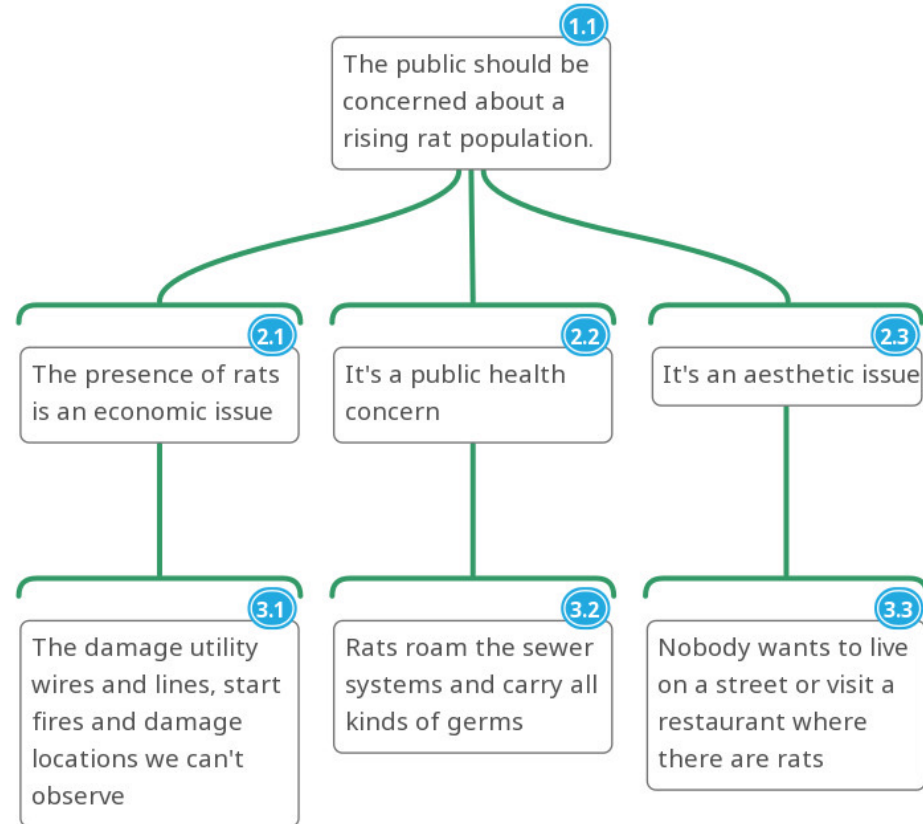 1.1
The public should be
concerned about a
rising rat population.
2.1
The presence of rats
is an economic issue
2.2
It's a public health
concern
2.3
It's an aesthetic issue
3.1
The damage utility
wires and lines, start
fires and damage
locations we can't
observe
3.2
Rats roam the sewer
systems and carry all
kinds of germs
3.3
Nobody wants to live
on a street or visit a
restaurant where
there are rats